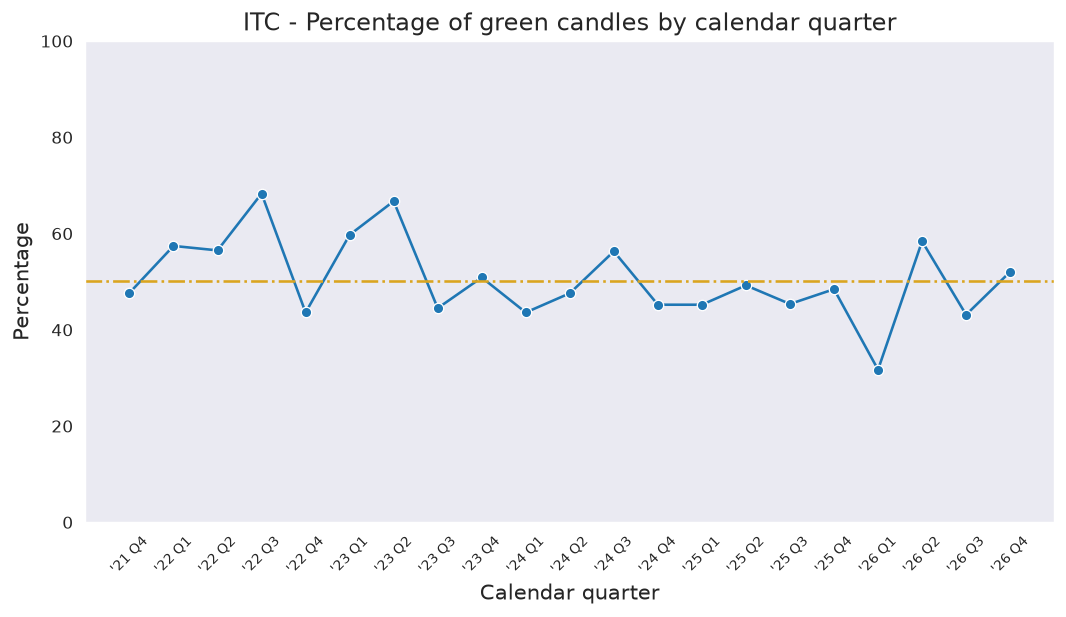 ITC - Percentage of green candles by calendar quarter
100
80
60
40
20
0
Percentage
'21 Q4
'22 Q1
'22 Q2
'22 Q3
'22 Q4
'23 Q1
'23 Q2
'23 Q3
'23 Q4
'24 Q1
'24 Q2
'24 Q3
'24 Q4
'25 Q1
'25 Q2
'25 Q3
'25 Q4
'26 Q1
'26 Q2
'26 Q3
'26 Q4
Calendar quarter